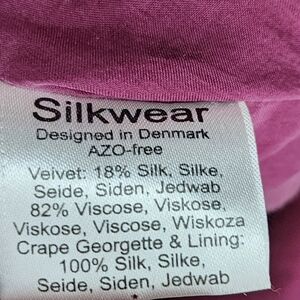 Silkwear
Designed in Denmark
AZO-free
Velvet: 18% Silk, Silke,
Seide, Siden, Jedwab
82% Viscose, Viskose,
Viskose, Viscose, Wiskoza
Crape Georgette & Lining:
100% Silk, Silke,
Seide, Siden, Jedwab